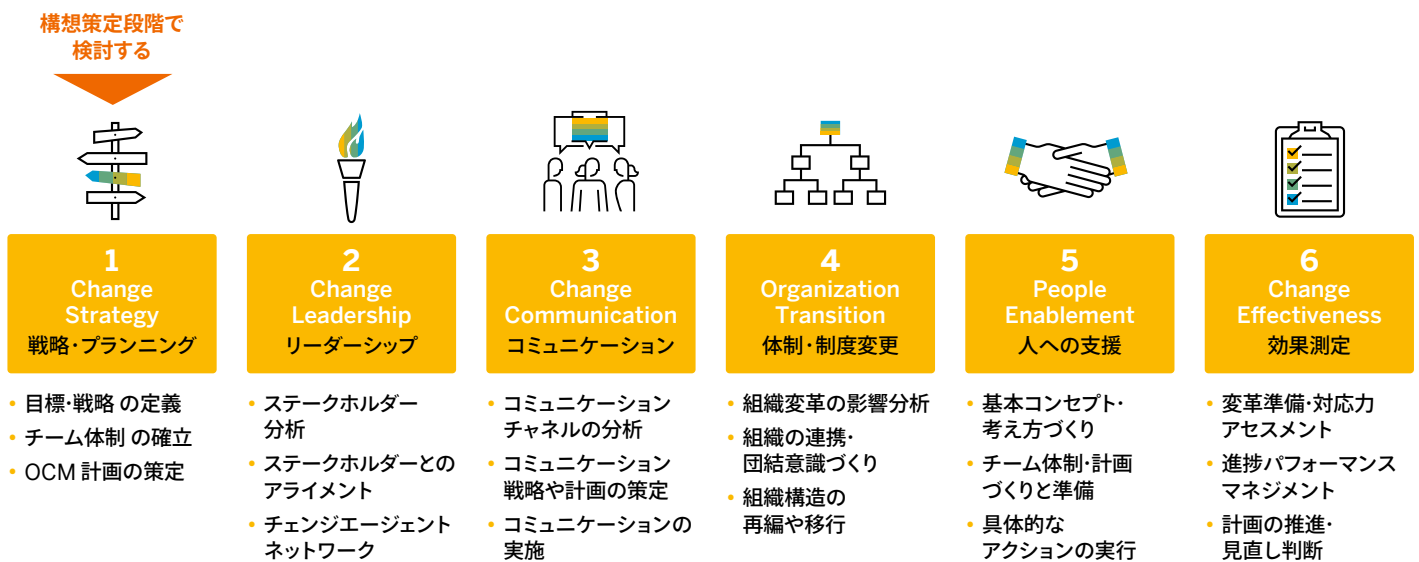 構想策定段階で
検討する
1
Change
Strategy
戦略・プランニング
• 目標・戦略 の定義
• チーム体制 の確立
• OCM 計画の策定
2
Change
Leadership
リーダーシップ
• ステークホルダー
分析
• ステークホルダーとの
アライメント
• チェンジエージェント
ネットワーク
3
Change
Communication
コミュニケーション
• コミュニケーション
チャネルの分析
• コミュニケーション
戦略や計画の策定
• コミュニケーションの
実施
4
Organization
Transition
体制・制度変更
• 組織変革の影響分析
• 組織の連携・
団結意識づくり
• 組織構造の
再編や移行
5
People
Enablement
人への支援
• 基本コンセプト・
考え方づくり
• チーム体制・計画
づくりと準備
• 具体的な
アクションの実行
6
Change
Effectiveness
効果測定
• 変革準備・対応力
アセスメント
• 進捗パフォーマンス
マネジメント
• 計画の推進・
見直し判断